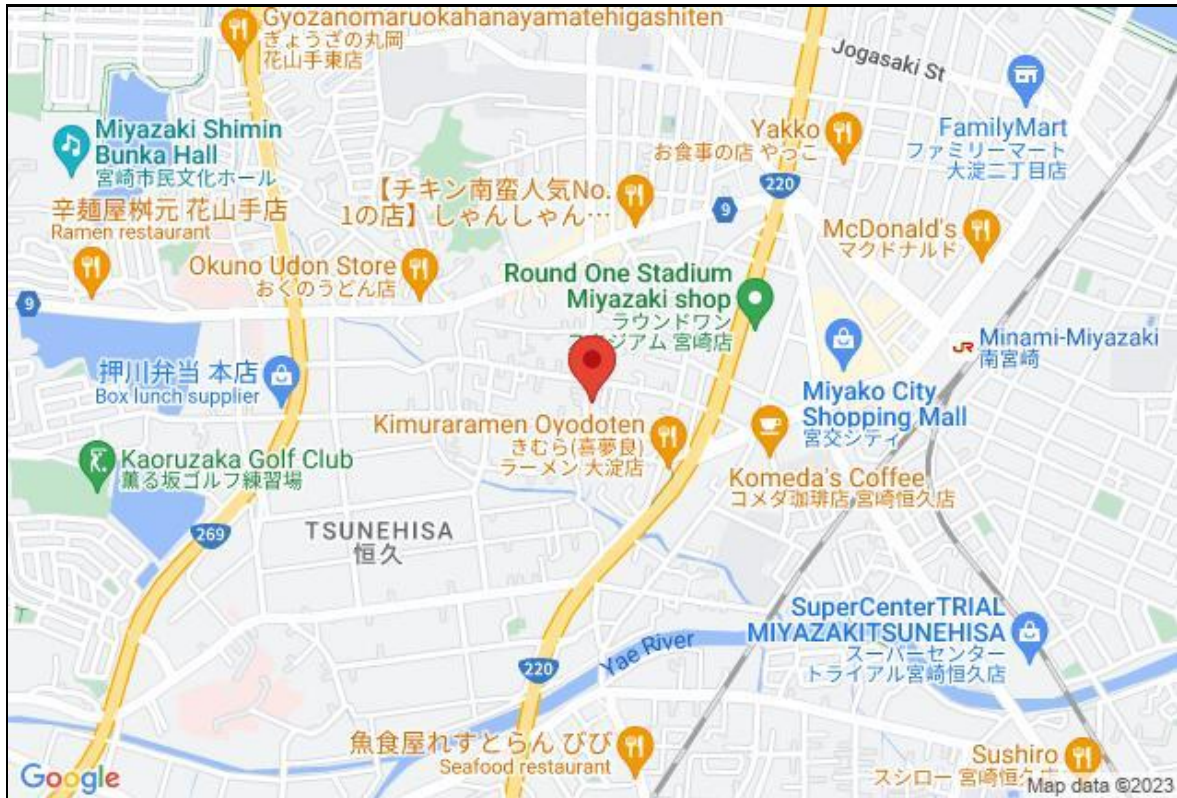 Gyozanomaruokahanayamatehigashiten
ぎょうざの丸岡
花山手東店
Jogasaki St
Miyazaki Shimin
Bunka Hall
宮崎市民文化ホール
Yakko
お食事の店 やっこ
FamilyMart
ファミリーマート
大淀二丁目店
220
【チキン南蛮人気No.
1の店】しゃんしゃん…
9
辛麺屋桝元 花山手店
Ramen restaurant
McDonald's
マクドナルド
Okuno Udon Store
おくのうどん店
Round One Stadium
Miyazaki shop
ラウンドワン
スタジアム 宮崎店
9
JR
Minami-Miyazaki
南宮崎
押川弁当 本店
Box lunch supplier
Miyako City
Shopping Mall
宮交シティ
Kimuraramen Oyodoten
きむら(喜夢良)
ラーメン 大淀店
Kaoruzaka Golf Club
薫る坂ゴルフ練習場
Komeda's Coffee
コメダ珈琲店 宮崎恒久店
269
TSUNEHISA
恒久
SuperCenterTRIAL
MIYAZAKITSUNEHISA
スーパーセンター
トライアル宮崎恒久店
Yae River
220
魚食屋れすとらん びび
Seafood restaurant
Sushiro
スシロー 宮崎恒久店
Google
Map data ©2023